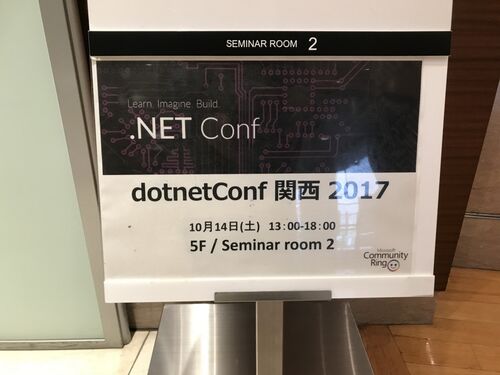 SEMINAR ROOM 2
Learn. Imagine. Build.
.NET Conf
dotnetConf 関西 2017
10月14日(土) 13:00-18:00
5F / Seminar room 2
Microsoft
Community
Ring